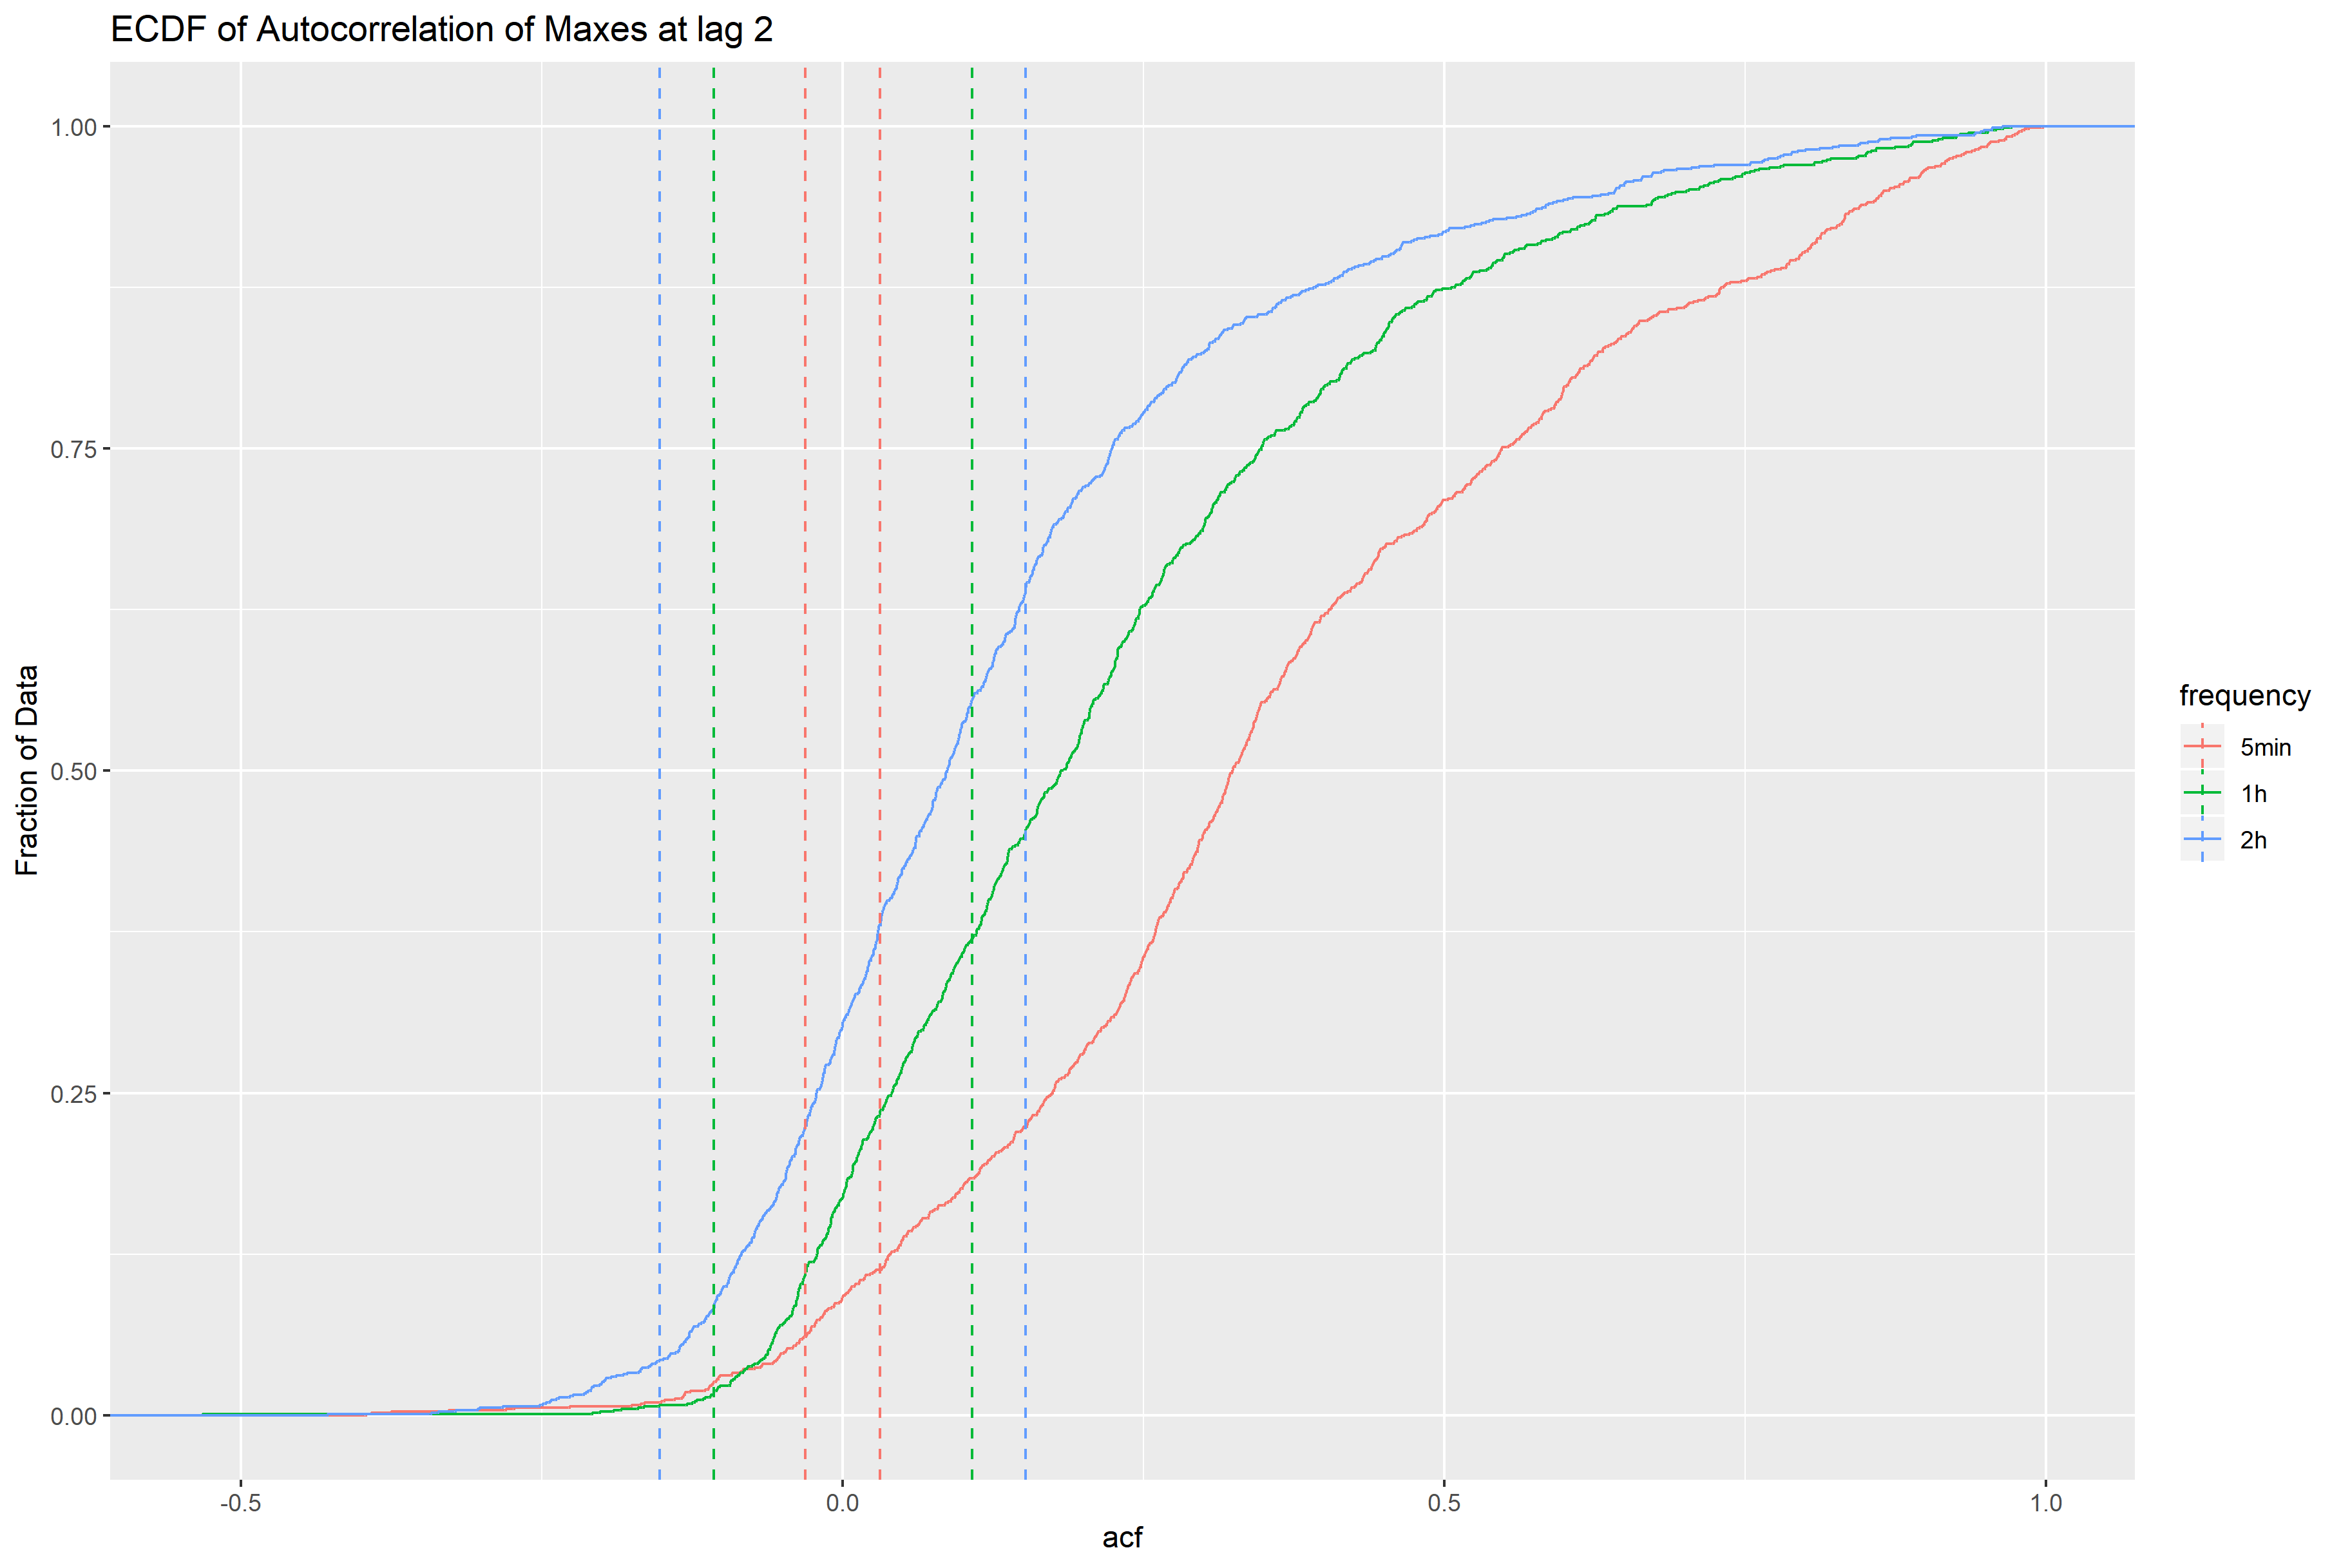 ECDF of Autocorrelation of Maxes at lag 2
Fraction of Data
1.00
0.75
0.50
0.25
0.00
-0.5
0.0
0.5
1.0
acf
frequency
5min
1h
2h